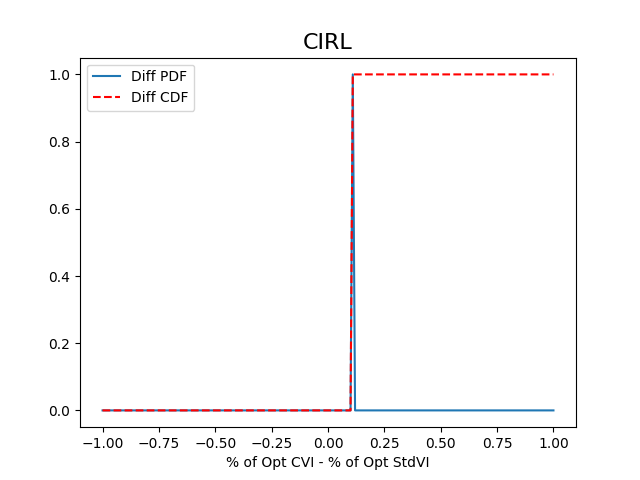 CIRL
Diff PDF
Diff CDF
1.0
0.8
0.6
0.4
0.2
0.0
−1.00 −0.75 −0.50 −0.25 0.00 0.25 0.50 0.75 1.00
% of Opt CVI - % of Opt StdVI